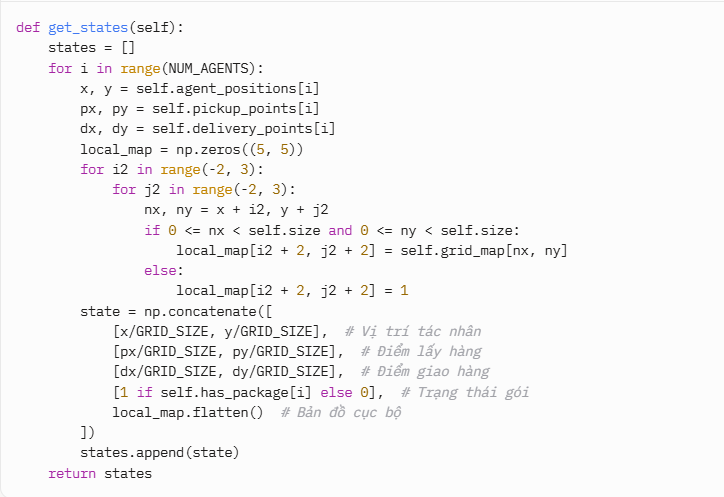 def get_states(self):
    states = []
    for i in range(NUM_AGENTS):
        x, y = self.agent_positions[i]
        px, py = self.pickup_points[i]
        dx, dy = self.delivery_points[i]
        local_map = np.zeros((5, 5))
        for i2 in range(-2, 3):
            for j2 in range(-2, 3):
                nx, ny = x + i2, y + j2
                if 0 <= nx < self.size and 0 <= ny < self.size:
                    local_map[i2 + 2, j2 + 2] = self.grid_map[nx, ny]
                else:
                    local_map[i2 + 2, j2 + 2] = 1
        state = np.concatenate([
            [x/GRID_SIZE, y/GRID_SIZE],  # Vị trí tác nhân
            [px/GRID_SIZE, py/GRID_SIZE],  # Điểm lấy hàng
            [dx/GRID_SIZE, dy/GRID_SIZE],  # Điểm giao hàng
            [1 if self.has_package[i] else 0],  # Trạng thái gói
            local_map.flatten()  # Bản đồ cục bộ
        ])
        states.append(state)
    return states